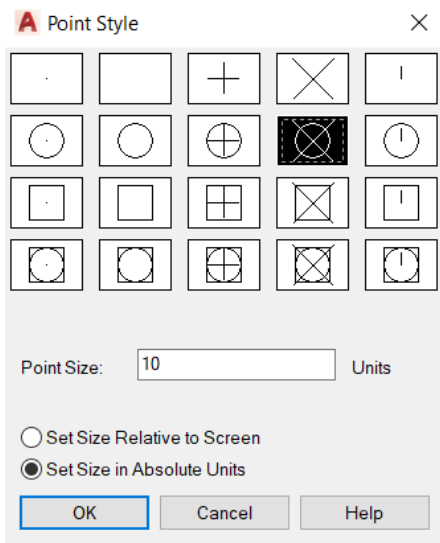 A Point Style
Point Size: 10 Units
Set Size Relative to Screen
Set Size in Absolute Units
OK Cancel Help